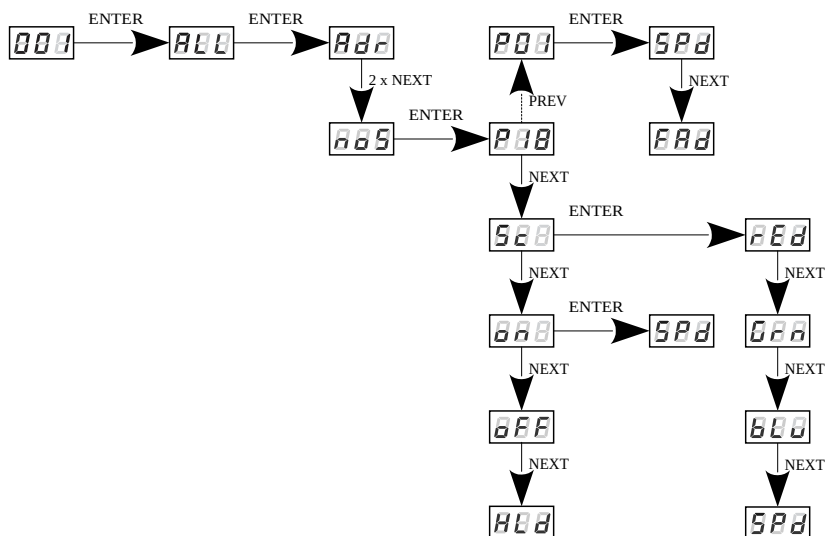 ENTER
ENTER
ENTER
001
ALL
Adr
P01
SPd
2 x NEXT
PREV
NEXT
ENTER
noS
P18
FAd
NEXT
ENTER
Sc
rEd
NEXT
NEXT
ENTER
on
SPd
Grn
NEXT
NEXT
oFF
bLu
NEXT
NEXT
HLd
SPd